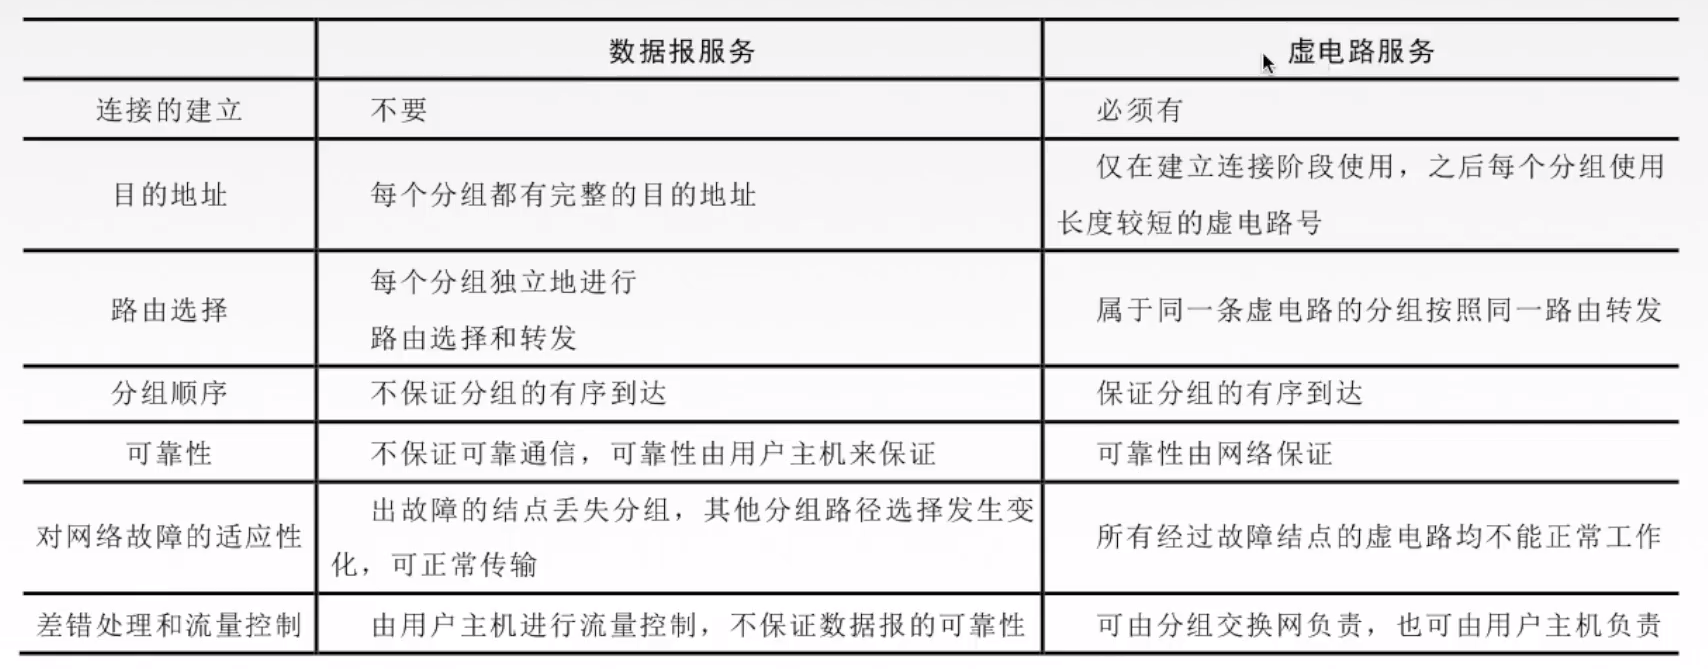 数据报服务
虚电路服务
连接的建立
不要
必须有
目的地址
每个分组都有完整的目的地址
仅在建立连接阶段使用，之后每个分组使用
长度较短的虚电路号
路由选择
每个分组独立地进行
路由选择和转发
属于同一条虚电路的分组按照同一路由转发
分组顺序
不保证分组的有序到达
保证分组的有序到达
可靠性
不保证可靠通信，可靠性由用户主机来保证
可靠性由网络保证
对网络故障的适应性
出故障的结点丢失分组，其他分组路径选择发生变
化，可正常传输
所有经过故障结点的虚电路均不能正常工作
差错处理和流量控制
由用户主机进行流量控制，不保证数据报的可靠性
可由分组交换网负责，也可由用户主机负责